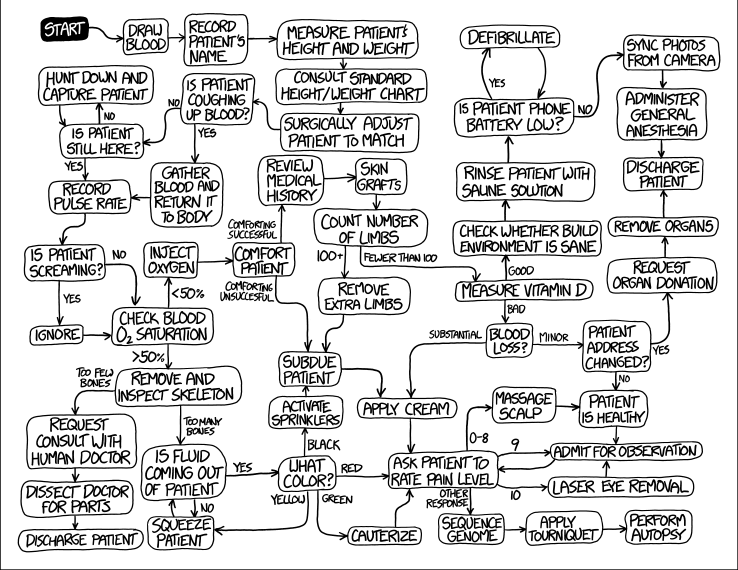 START
DRAW
BLOOD
RECORD
PATIENT'S
NAME
MEASURE PATIENT'S
HEIGHT AND WEIGHT
CONSULT STANDARD
HEIGHT/WEIGHT CHART
SURGICALLY ADJUST
PATIENT TO MATCH
IS PATIENT
COUGHING
UP BLOOD?
NO
YES
HUNT DOWN AND
CAPTURE PATIENT
NO
IS PATIENT
STILL HERE?
YES
GATHER
BLOOD AND
RETURN IT
TO BODY
RECORD
PULSE RATE
IS PATIENT
SCREAMING?
NO
YES
IGNORE
CHECK BLOOD
O2 SATURATION
<50%
>50%
INJECT
OXYGEN
COMFORT
PATIENT
COMFORTING
SUCCESSFUL
COMFORTING
UNSUCCESFUL
REVIEW
MEDICAL
HISTORY
SKIN
GRAFTS
COUNT NUMBER
OF LIMBS
100+
FEWER THAN 100
REMOVE
EXTRA LIMBS
SUBDUE
PATIENT
ACTIVATE
SPRINKLERS
REMOVE AND
INSPECT SKELETON
TOO FEW
BONES
TOO MANY
BONES
REQUEST
CONSULT WITH
HUMAN DOCTOR
DISSECT DOCTOR
FOR PARTS
DISCHARGE PATIENT
IS FLUID
COMING OUT
OF PATIENT
YES
NO
SQUEEZE
PATIENT
WHAT
COLOR?
BLACK
RED
YELLOW
GREEN
CAUTERIZE
APPLY CREAM
ASK PATIENT TO
RATE PAIN LEVEL
0-8
9
10
OTHER
RESPONSE
MASSAGE
SCALP
PATIENT
IS HEALTHY
ADMIT FOR OBSERVATION
LASER EYE REMOVAL
SEQUENCE
GENOME
APPLY
TOURNIQUET
PERFORM
AUTOPSY
MEASURE VITAMIN D
GOOD
BAD
CHECK WHETHER BUILD
ENVIRONMENT IS SANE
RINSE PATIENT WITH
SALINE SOLUTION
IS PATIENT PHONE
BATTERY LOW?
YES
NO
DEFIBRILLATE
SYNC PHOTOS
FROM CAMERA
ADMINISTER
GENERAL
ANESTHESIA
DISCHARGE
PATIENT
REMOVE ORGANS
REQUEST
ORGAN DONATION
BLOOD
LOSS?
SUBSTANTIAL
MINOR
PATIENT
ADDRESS
CHANGED?
YES
NO